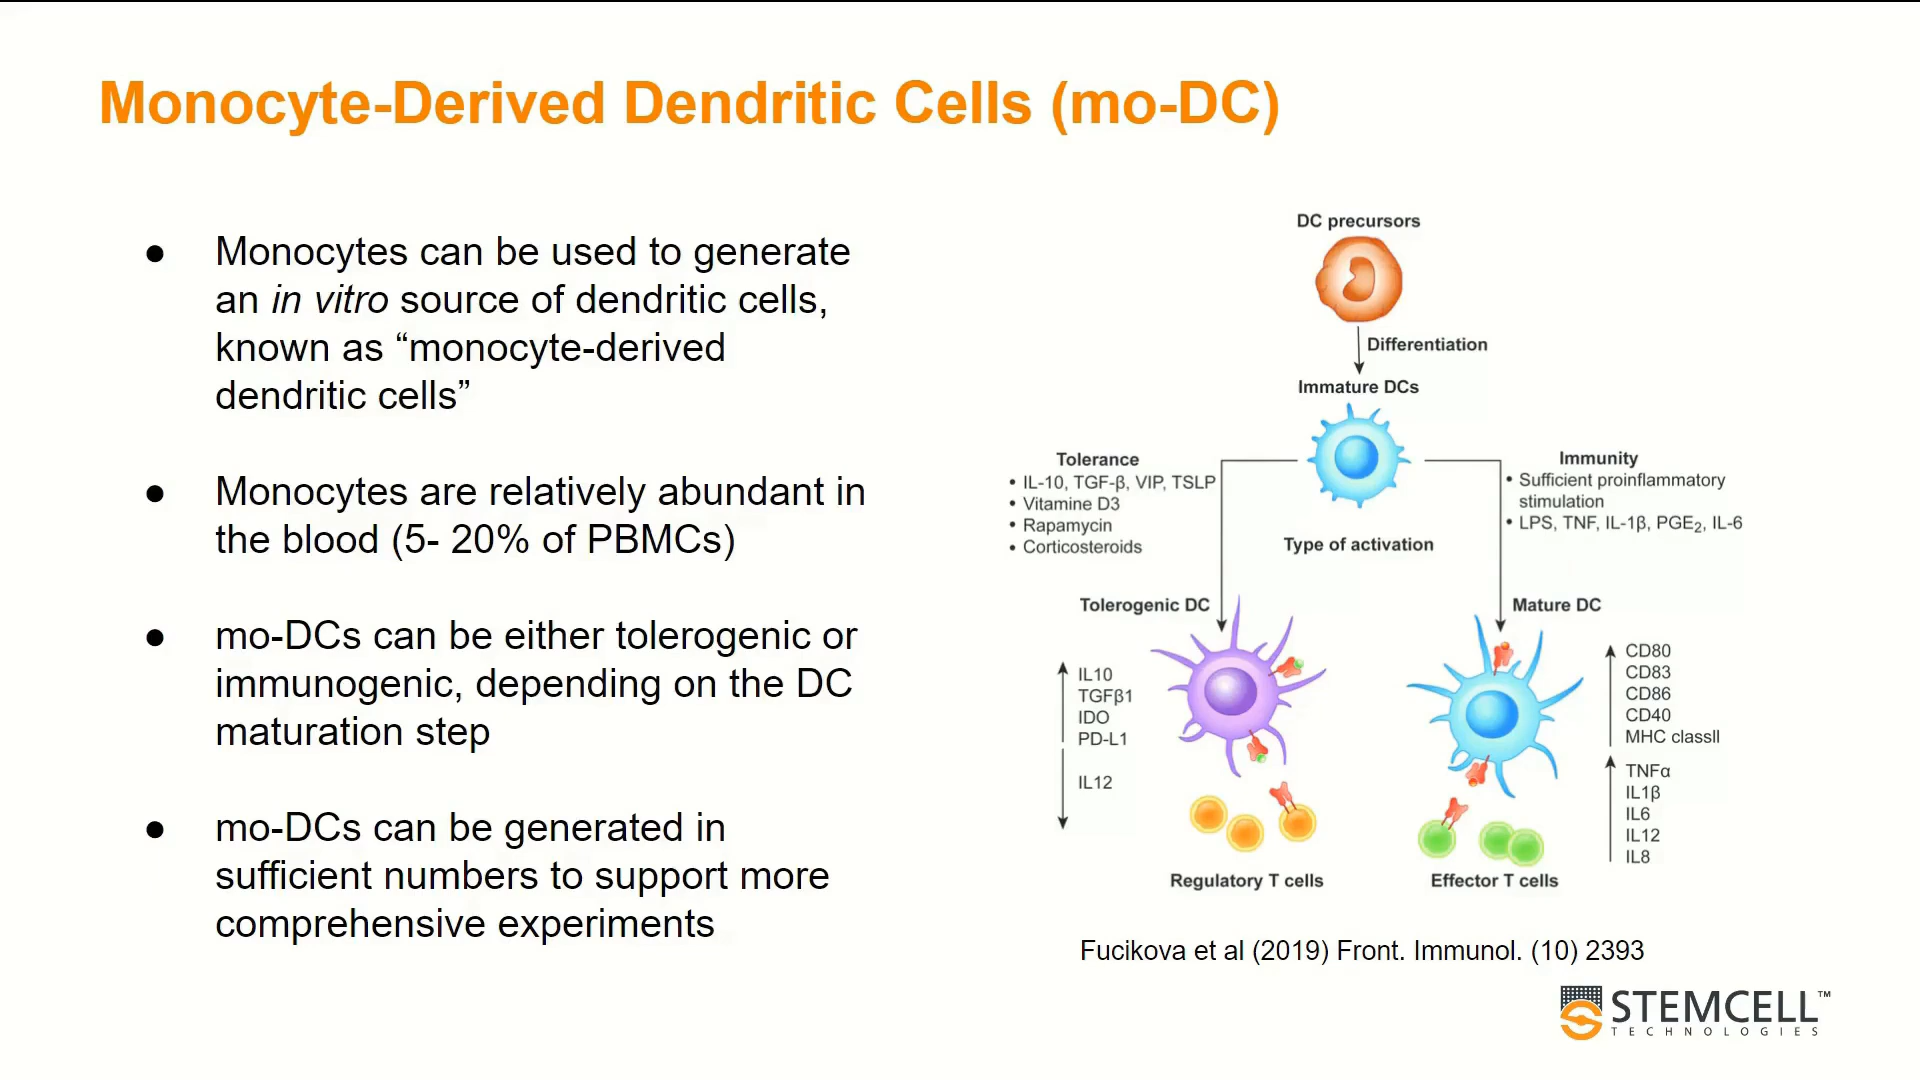 Monocyte-Derived Dendritic Cells (mo-DC)
● Monocytes can be used to generate
an in vitro source of dendritic cells,
known as “monocyte-derived
dendritic cells”
● Monocytes are relatively abundant in
the blood (5- 20% of PBMCs)
● mo-DCs can be either tolerogenic or
immunogenic, depending on the DC
maturation step
● mo-DCs can be generated in
sufficient numbers to support more
comprehensive experiments
DC precursors
Differentiation
Immature DCs
Tolerance
• IL-10, TGF-β, VIP, TSLP
• Vitamine D3
• Rapamycin
• Corticosteroids
Type of activation
Immunity
• Sufficient proinflammatory
stimulation
• LPS, TNF, IL-1β, PGE₂, IL-6
Tolerogenic DC
IL10
TGFβ1
IDO
PD-L1
IL12
Regulatory T cells
Mature DC
CD80
CD83
CD86
CD40
MHC classII
TNFα
IL1β
IL6
IL12
IL8
Effector T cells
Fucikova et al (2019) Front. Immunol. (10) 2393
STEMCELL™
TECHNOLOGIES